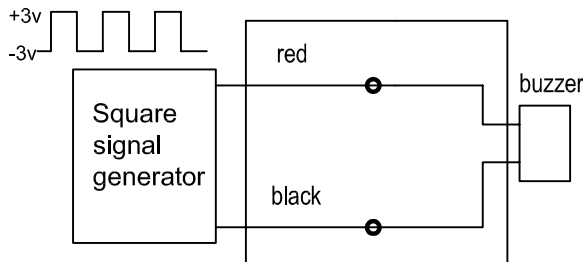 +3v
-3v
red
buzzer
Square
signal
generator
black